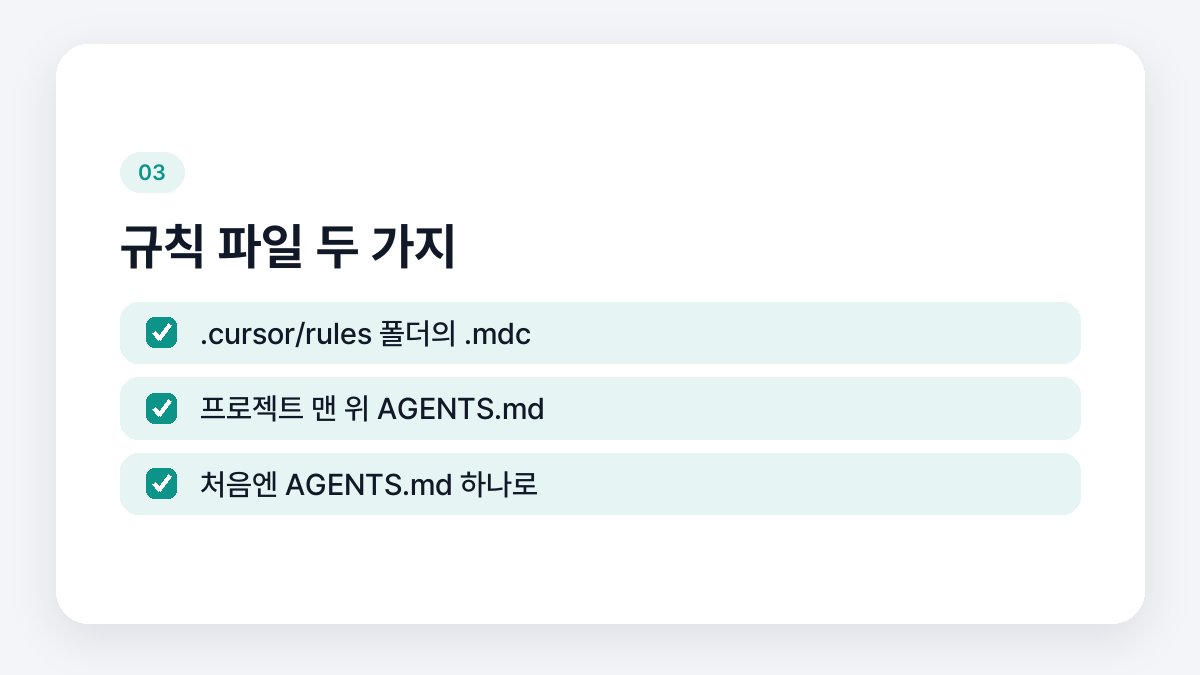 03
규칙 파일 두 가지
.cursor/rules 폴더의 .mdc
프로젝트 맨 위 AGENTS.md
처음엔 AGENTS.md 하나로